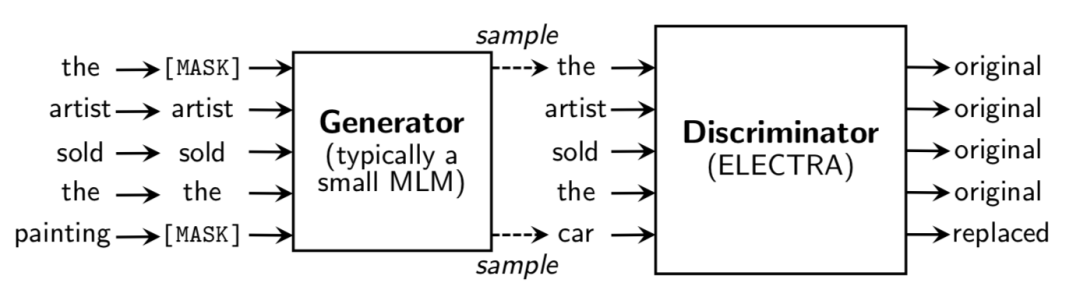 sample
the [MASK] the original
artist artist artist original
Generator
Discriminator
sold sold (typically a sold (ELECTRA) original
small MLM)
the the the original
painting [MASK] car replaced
sample